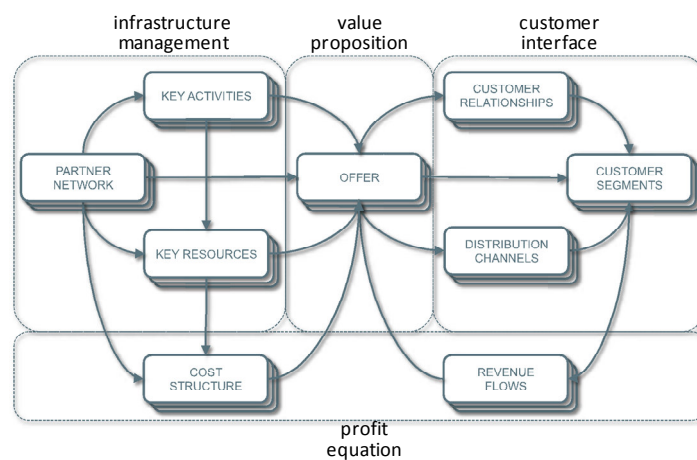 infrastructure
management
value
proposition
customer
interface
KEY ACTIVITIES
CUSTOMER
RELATIONSHIPS
PARTNER
NETWORK
OFFER
CUSTOMER
SEGMENTS
KEY RESOURCES
DISTRIBUTION
CHANNELS
COST
STRUCTURE
REVENUE
FLOWS
profit
equation